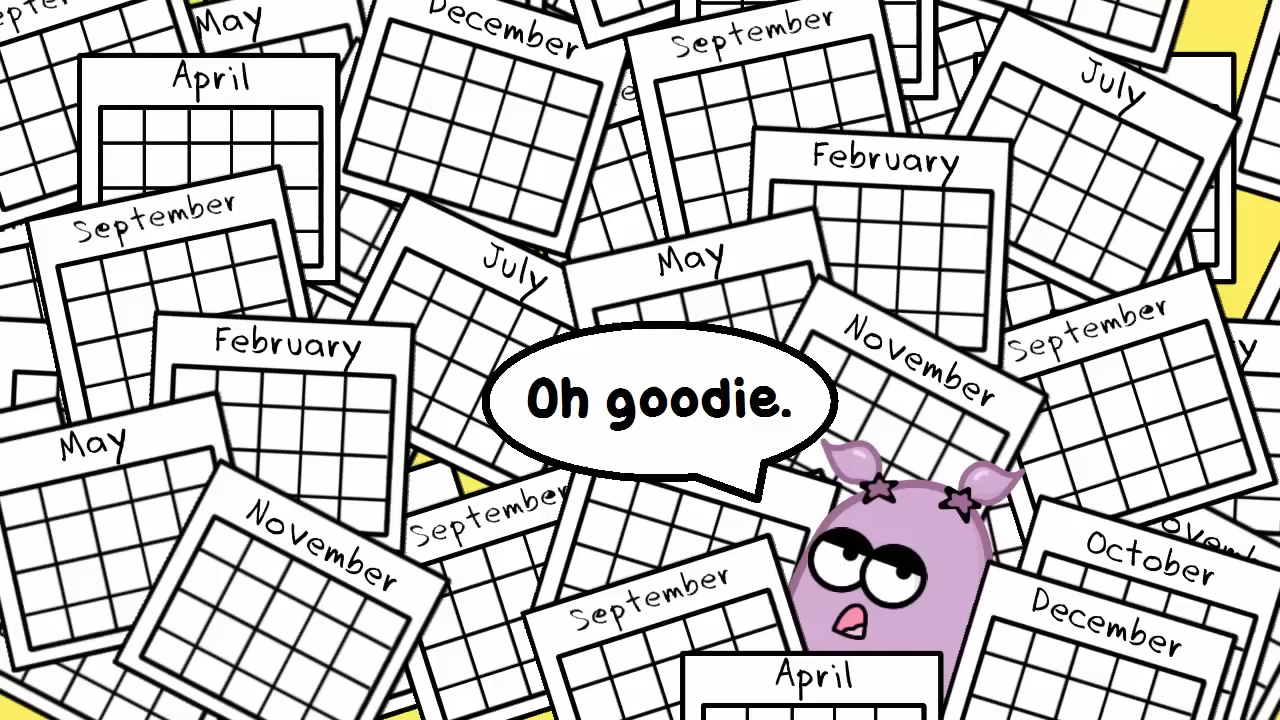 May
December
September
July
April
February
September
July
May
September
November
February
Oh goodie.
May
September
November
October
September
December
April